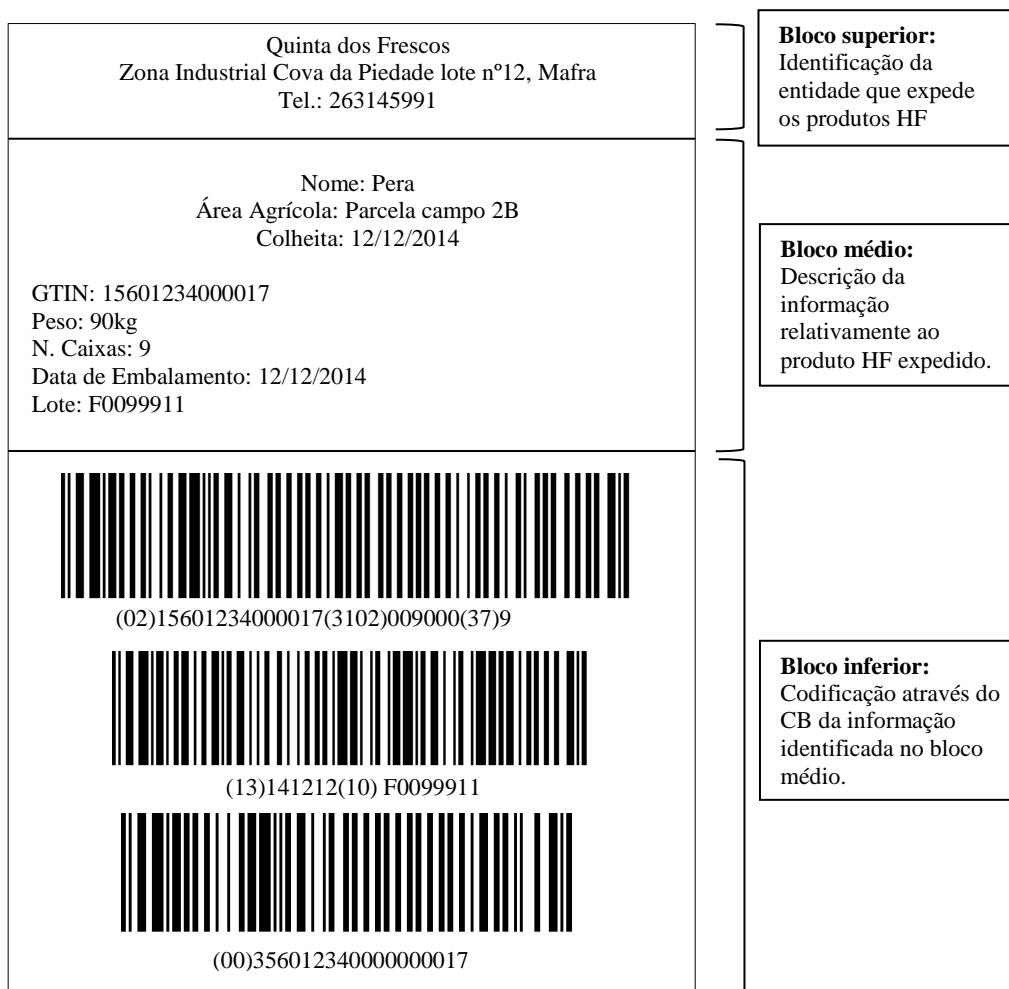 Quinta dos Frescos
Zona Industrial Cova da Piedade lote nº12, Mafra
Tel.: 263145991
Bloco superior:
Identificação da
entidade que expede
os produtos HF
Nome: Pera
Área Agrícola: Parcela campo 2B
Colheita: 12/12/2014
GTIN: 15601234000017
Peso: 90kg
N. Caixas: 9
Data de Embalamento: 12/12/2014
Lote: F0099911
Bloco médio:
Descrição da
informação
relativamente ao
produto HF expedido.
(02)15601234000017(3102)009000(37)9
(13)141212(10) F0099911
(00)356012340000000017
Bloco inferior:
Codificação através do
CB da informação
identificada no bloco
médio.